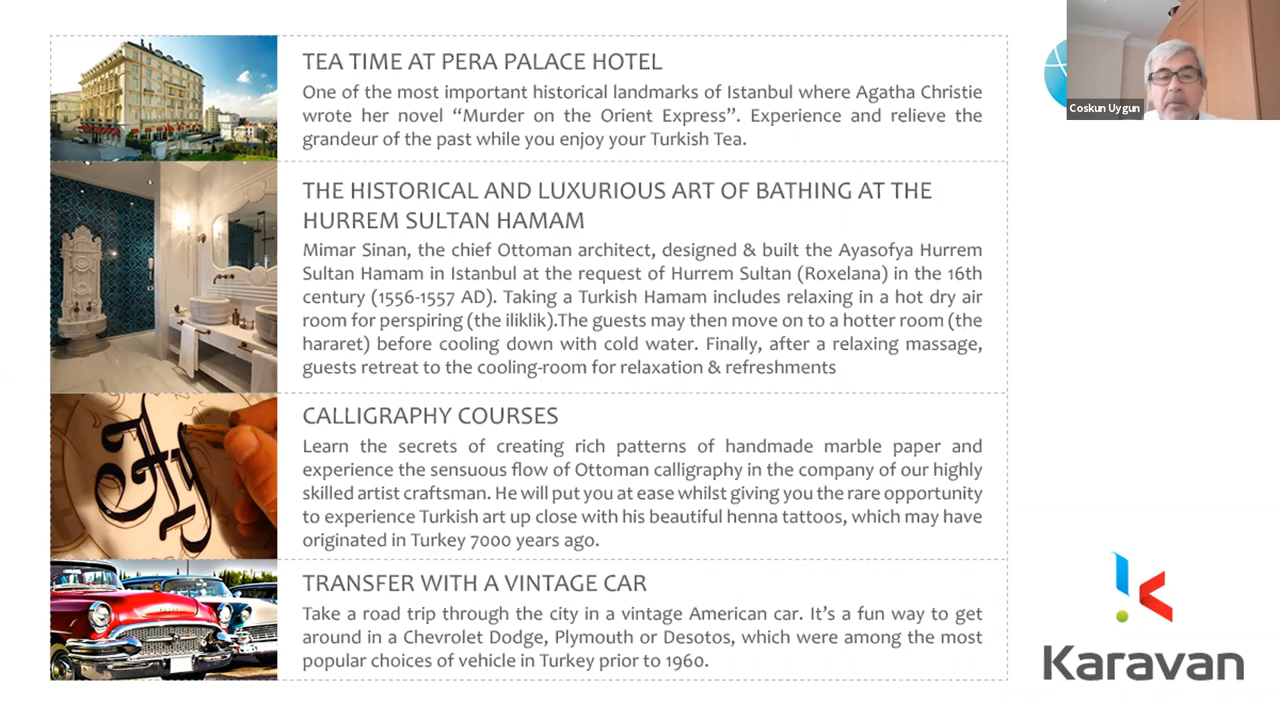 TEA TIME AT PERA PALACE HOTEL
One of the most important historical landmarks of Istanbul where Agatha Christie
wrote her novel “Murder on the Orient Express”. Experience and relieve the
grandeur of the past while you enjoy your Turkish Tea.
THE HISTORICAL AND LUXURIOUS ART OF BATHING AT THE
HURREM SULTAN HAMAM
Mimar Sinan, the chief Ottoman architect, designed & built the Ayasofya Hurrem
Sultan Hamam in Istanbul at the request of Hurrem Sultan (Roxelana) in the 16th
century (1556-1557 AD). Taking a Turkish Hamam includes relaxing in a hot dry air
room for perspiring (the iliklik).The guests may then move on to a hotter room (the
hararet) before cooling down with cold water. Finally, after a relaxing massage,
guests retreat to the cooling-room for relaxation & refreshments
CALLIGRAPHY COURSES
Learn the secrets of creating rich patterns of handmade marble paper and
experience the sensuous flow of Ottoman calligraphy in the company of our highly
skilled artist craftsman. He will put you at ease whilst giving you the rare opportunity
to experience Turkish art up close with his beautiful henna tattoos, which may have
originated in Turkey 7000 years ago.
TRANSFER WITH A VINTAGE CAR
Take a road trip through the city in a vintage American car. It’s a fun way to get
around in a Chevrolet Dodge, Plymouth or Desotos, which were among the most
popular choices of vehicle in Turkey prior to 1960.
Coskun Uygun
Karavan